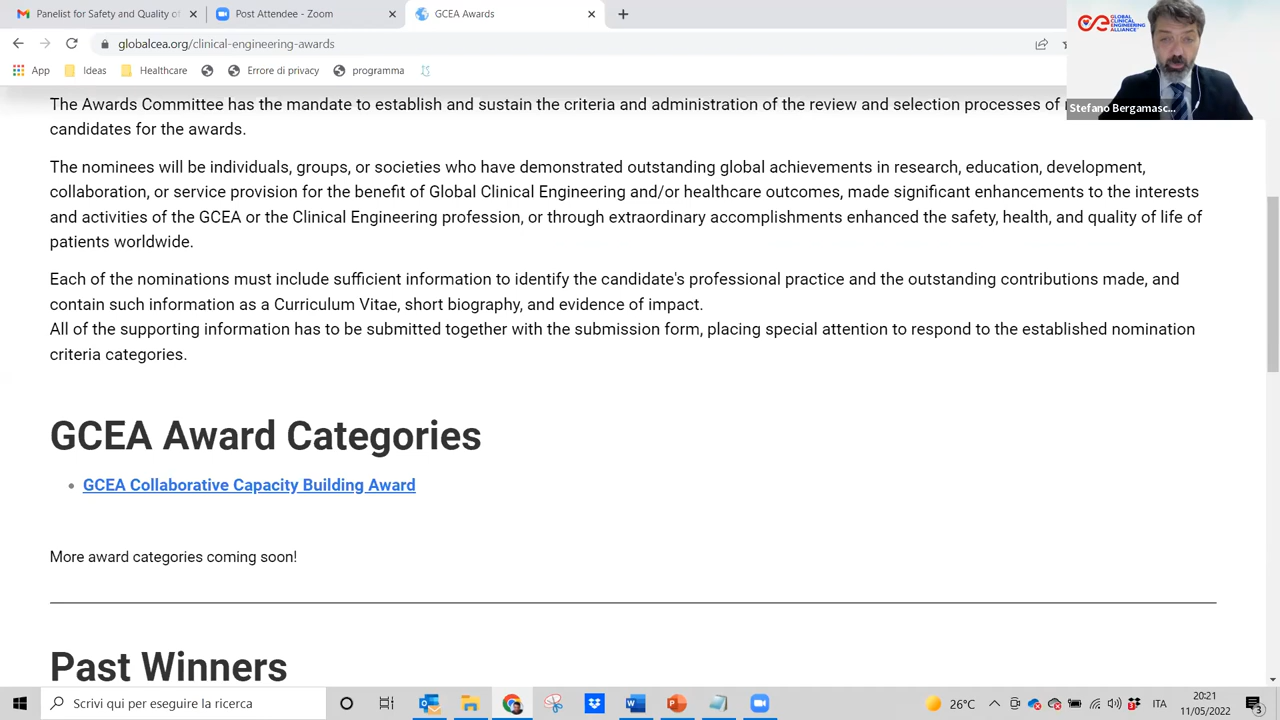 Panelist for Safety and Quality of
Post Attendee - Zoom
GCEA Awards
globalcea.org/clinical-engineering-awards
App
Ideas
Healthcare
Errore di privacy
programma
GLOBAL
CLINICAL
ENGINEERING
ALLIANCE
Stefano Bergamasc...
The Awards Committee has the mandate to establish and sustain the criteria and administration of the review and selection processes of
candidates for the awards.
The nominees will be individuals, groups, or societies who have demonstrated outstanding global achievements in research, education, development,
collaboration, or service provision for the benefit of Global Clinical Engineering and/or healthcare outcomes, made significant enhancements to the interests
and activities of the GCEA or the Clinical Engineering profession, or through extraordinary accomplishments enhanced the safety, health, and quality of life of
patients worldwide.
Each of the nominations must include sufficient information to identify the candidate's professional practice and the outstanding contributions made, and
contain such information as a Curriculum Vitae, short biography, and evidence of impact.
All of the supporting information has to be submitted together with the submission form, placing special attention to respond to the established nomination
criteria categories.
GCEA Award Categories
GCEA Collaborative Capacity Building Award
More award categories coming soon!
Past Winners
Scrivi qui per eseguire la ricerca
26°C
ITA
20:21
11/05/2022
3